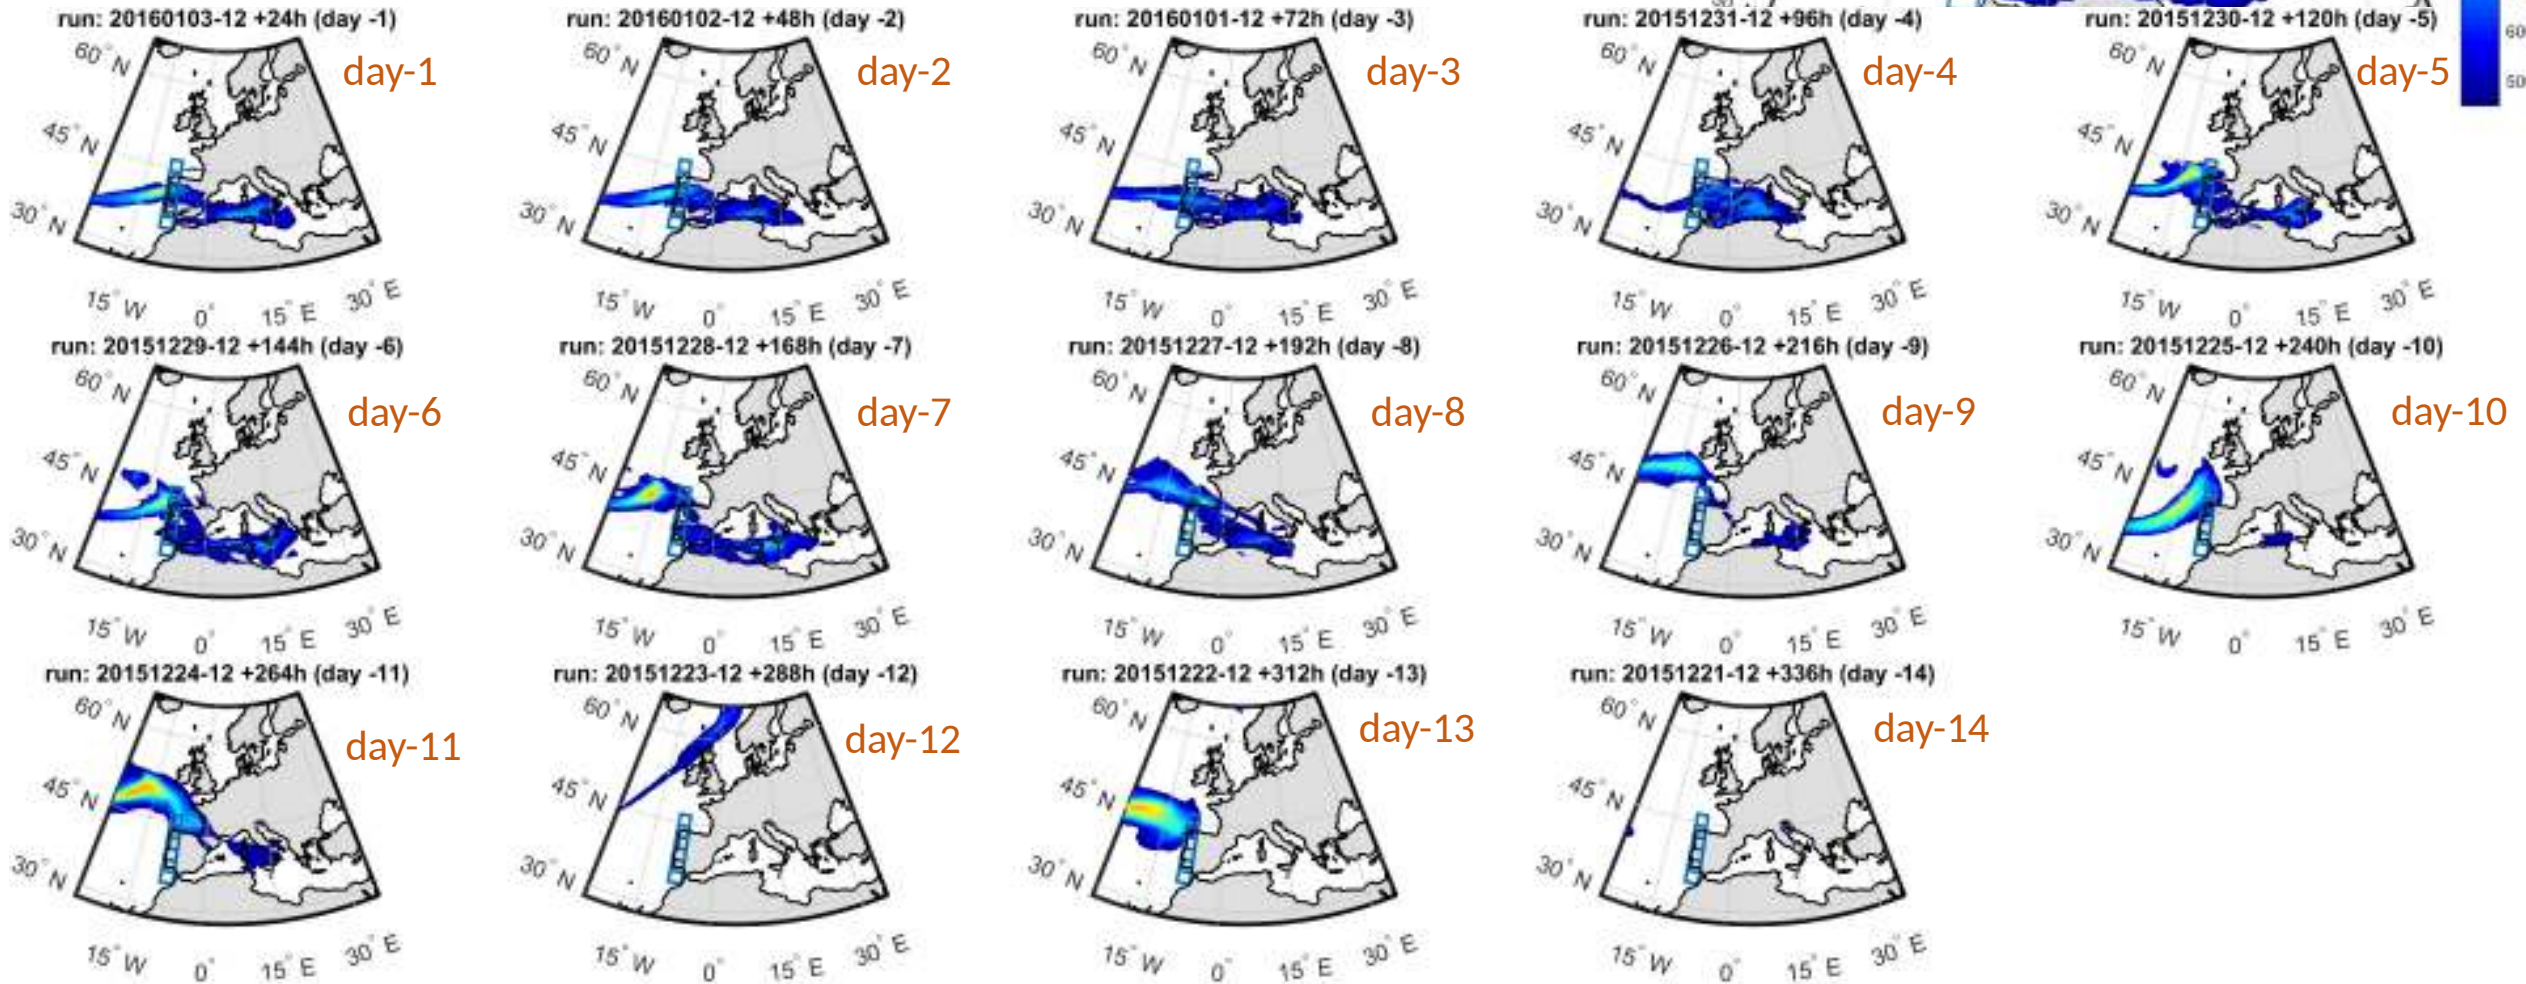 run: 20160103-12 +24h (day -1)
run: 20160102-12 +48h (day -2)
run: 20160101-12 +72h (day -3)
run: 20151231-12 +96h (day -4)
run: 20151230-12 +120h (day -5)
day-1
day-2
day-3
day-4
day-5
60
50
60° N
45° N
30° N
15° W
0°
15° E
30° E
60° N
45° N
30° N
15° W
0°
15° E
30° E
60° N
45° N
30° N
15° W
0°
15° E
30° E
60° N
45° N
30° N
15° W
0°
15° E
30° E
60° N
45° N
30° N
15° W
0°
15° E
30° E
run: 20151229-12 +144h (day -6)
run: 20151228-12 +168h (day -7)
run: 20151227-12 +192h (day -8)
run: 20151226-12 +216h (day -9)
run: 20151225-12 +240h (day -10)
day-6
day-7
day-8
day-9
day-10
60° N
45° N
30° N
15° W
0°
15° E
30° E
60° N
45° N
30° N
15° W
0°
15° E
30° E
60° N
45° N
30° N
15° W
0°
15° E
30° E
60° N
45° N
30° N
15° W
0°
15° E
30° E
60° N
45° N
30° N
15° W
0°
15° E
30° E
run: 20151224-12 +264h (day -11)
run: 20151223-12 +288h (day -12)
run: 20151222-12 +312h (day -13)
run: 20151221-12 +336h (day -14)
day-11
day-12
day-13
day-14
60° N
45° N
30° N
15° W
0°
15° E
30° E
60° N
45° N
30° N
15° W
0°
15° E
30° E
60° N
45° N
30° N
15° W
0°
15° E
30° E
60° N
45° N
30° N
15° W
0°
15° E
30° E